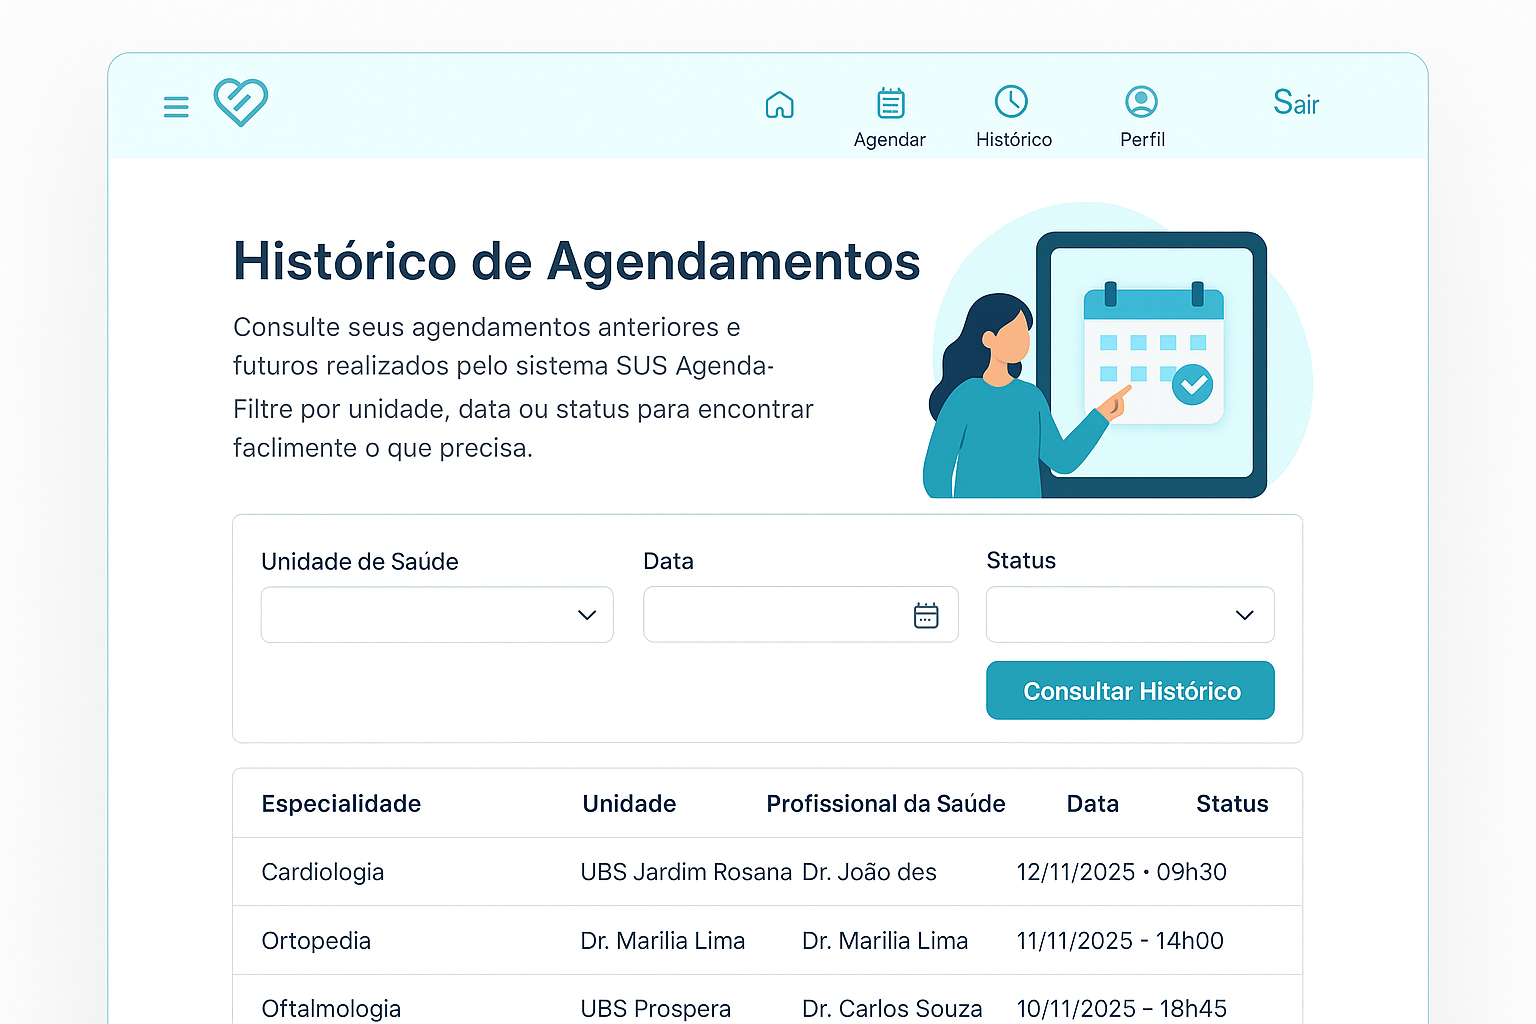 Agendar
Histórico
Perfil
Sair
Histórico de Agendamentos
Consulte seus agendamentos anteriores e
futuros realizados pelo sistema SUS Agenda-
Filtre por unidade, data ou status para encontrar
faclimente o que precisa.
Unidade de Saúde
Data
Status
Consultar Histórico
Especialidade Unidade Profissional da Saúde Data Status
Cardiologia UBS Jardim Rosana Dr. João des 12/11/2025 • 09h30
Ortopedia Dr. Marilia Lima Dr. Marilia Lima 11/11/2025 - 14h00
Oftalmologia UBS Prospera Dr. Carlos Souza 10/11/2025 – 18h45